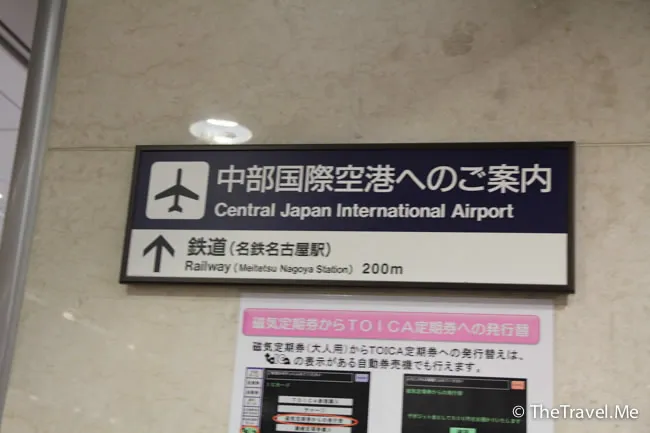 中部国際空港へのご案内
Central Japan International Airport
鉄道(名鉄名古屋駅)
Railway (Meitetsu Nagoya Station) 200m
磁気定期券からTOICA定期券への発行替
磁気定期券(大人用)からTOICA定期券への発行替えは、
の表示がある自動券売機でも行えます。
© TheTravel.Me